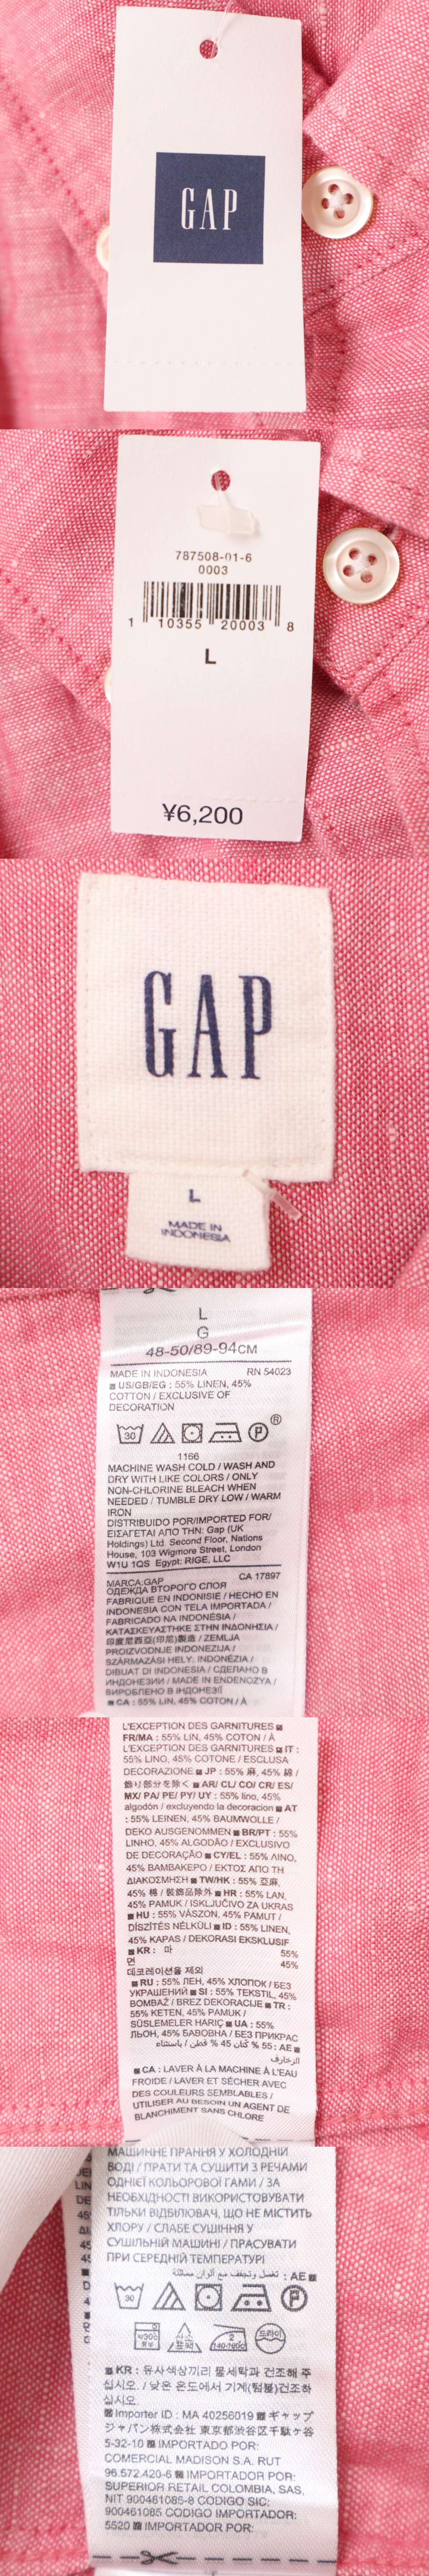 GAP
787508-01-6
0003
1 10355 20003 8
L
¥6,200
GAP
L
MADE IN
INDONESIA
L
G
48-50/89-94CM
MADE IN INDONESIA RN 54023
■ US/GB/EG : 55% LINEN, 45%
COTTON / EXCLUSIVE OF
DECORATION
30 P ®
1166
MACHINE WASH COLD / WASH AND
DRY WITH LIKE COLORS / ONLY
NON-CHLORINE BLEACH WHEN
NEEDED / TUMBLE DRY LOW / WARM
IRON
DISTRIBUIDO POR/IMPORTED FOR/
ΕΙΣΑΓΕΤΑΙ ΑΠΟ ΤΗΝ: Gap (UK
Holdings) Ltd. Second Floor, Nations
House, 103 Wigmore Street, London
W1U 1QS Egypt: RIGE, LLC
MARCA:GAP CA 17897
ОДЕЖДА ВТОРОГО СЛОЯ
FABRIQUE EN INDONISIE / HECHO EN
INDONESIA CON TELA IMPORTADA /
FABRICADO NA INDONÉSIA /
ΚΑΤΑΣΚΕΥΑΣΤΗΚΕ ΣΤΗΝ ΙΝΔΟΝΗΣΙΑ /
印度尼西亞(印尼)製造 / ZEMLJA
PROIZVODNJE INDONEZIJA /
SZÁRMAZÁSI HELY: INDONÉZIA /
DIBUAT DI INDONESIA / СДЕЛАНО В
ИНДОНЕЗИИ / MADE IN ENDENOZYA /
ВИРОБЛЕНО В ІНДОНЕЗІЇ
■ CA : 55% LIN, 45% COTON / À
L'EXCEPTION DES GARNITURES ■
FR/MA : 55% LIN, 45% COTON / À
L'EXCEPTION DES GARNITURES ■ IT :
55% LINO, 45% COTONE / ESCLUSA
DECORAZIONE ■ JP : 55% 麻, 45% 綿 /
飾り部分を除く ■ AR/ CL/ CO/ CR/ ES/
MX/ PA/ PE/ PY/ UY : 55% lino, 45%
algodón / excluyendo la decoracion ■ AT
: 55% LEINEN, 45% BAUMWOLLE /
DEKO AUSGENOMMEN ■ BR/PT : 55%
LINHO, 45% ALGODÃO / EXCLUSIVO
DE DECORAÇÃO ■ CY/EL : 55% ΛΙΝΟ,
45% ΒΑΜΒΑΚΕΡΟ / ΕΚΤΟΣ ΑΠΟ ΤΗ
ΔΙΑΚΟΣΜΗΣΗ ■ TW/HK : 55% 亞麻,
45% 棉 / 裝飾品除外 ■ HR : 55% LAN,
45% PAMUK / ISKLJUČIVO ZA UKRAS
■ HU : 55% VÁSZON, 45% PAMUT /
DÍSZÍTÉS NÉLKÜLI ■ ID : 55% LINEN,
45% KAPAS / DEKORASI EKSKLUSIF
■ KR : 마 55%
면 45%
데코레이션을 제외
■ RU : 55% ЛЕН, 45% ХЛОПОК / БЕЗ
УКРАШЕНИЙ ■ SI : 55% TEKSTIL, 45%
BOMBAŽ / BREZ DEKORACIJE ■ TR :
55% KETEN, 45% PAMUK /
SÜSLEMELER HARIÇ ■ UA : 55%
ЛЬОН, 45% БАВОВНА / БЕЗ ПРИКРАС
■ AE : 55 % كتان, 45 % قطن / باستثناء
الزخارف
■ CA : LAVER À LA MACHINE À L'EAU
FROIDE / LAVER ET SÉCHER AVEC
DES COULEURS SEMBLABLES /
UTILISER AU BESOIN UN AGENT DE
BLANCHIMENT SANS CHLORE
МАШИННЕ ПРАННЯ У ХОЛОДНІЙ
ВОДІ / ПРАТИ ТА СУШИТИ З РЕЧАМИ
ОДНІЄЇ КОЛЬОРОВОЇ ГАМИ / ЗА
НЕОБХІДНОСТІ ВИКОРИСТОВУВАТИ
ТІЛЬКИ ВІДБІЛЮВАЧ, ЩО НЕ МІСТИТЬ
ХЛОРУ / СЛАБЕ СУШІННЯ У
СУШИЛЬНІЙ МАШИНІ / ПРАСУВАТИ
ПРИ СЕРЕДНІЙ ТЕМПЕРАТУРІ
■ AE : تغسل وتجفف مع ألوان مماثلة
30 P
■ KR : 유사색상끼리 물세탁과 건조해 주
십시오. / 낮은 온도에서 기계(텀블)건조하
십시오.
■ Importer ID : MA 40256019 ■ ギャップ
ジャパン株式会社 東京都渋谷区千駄ヶ谷
5-32-10 ■ IMPORTADO POR:
COMERCIAL MADISON S.A. RUT
96.572.420-6 ■ IMPORTADOR POR:
SUPERIOR RETAIL COLOMBIA, SAS,
NIT 900461085-8 CODIGO SIC:
900461085 CODIGO IMPORTADOR:
5520 ■ IMPORTADOR POR: